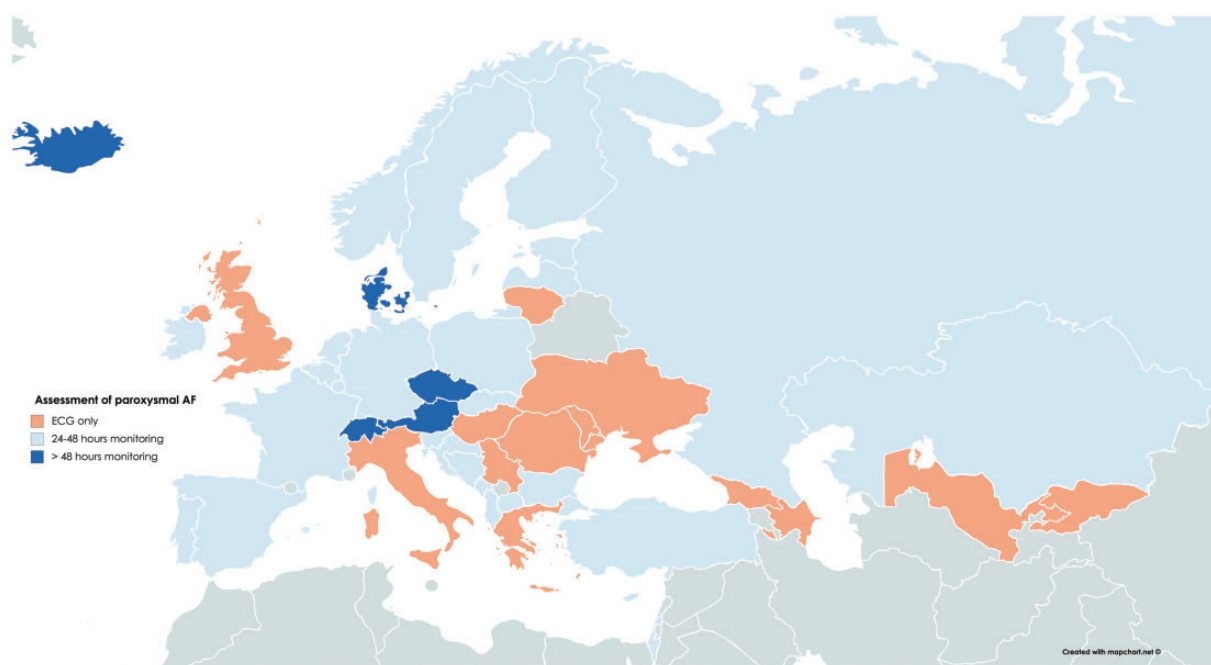 Assessment of paroxysmal AF
ECG only
24-48 hours monitoring
> 48 hours monitoring
Created with mapchart.net ©